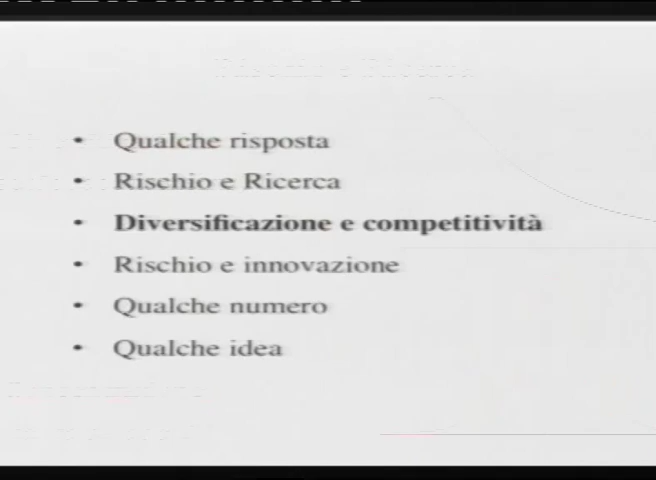 • Qualche risposta
• Rischio e Ricerca
• Diversificazione e competitività
• Rischio e innovazione
• Qualche numero
• Qualche idea